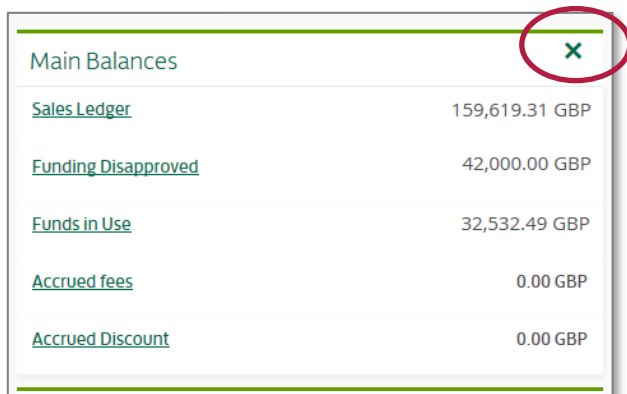 Main Balances
Sales Ledger 159,619.31 GBP
Funding Disapproved 42,000.00 GBP
Funds in Use 32,532.49 GBP
Accrued fees 0.00 GBP
Accrued Discount 0.00 GBP